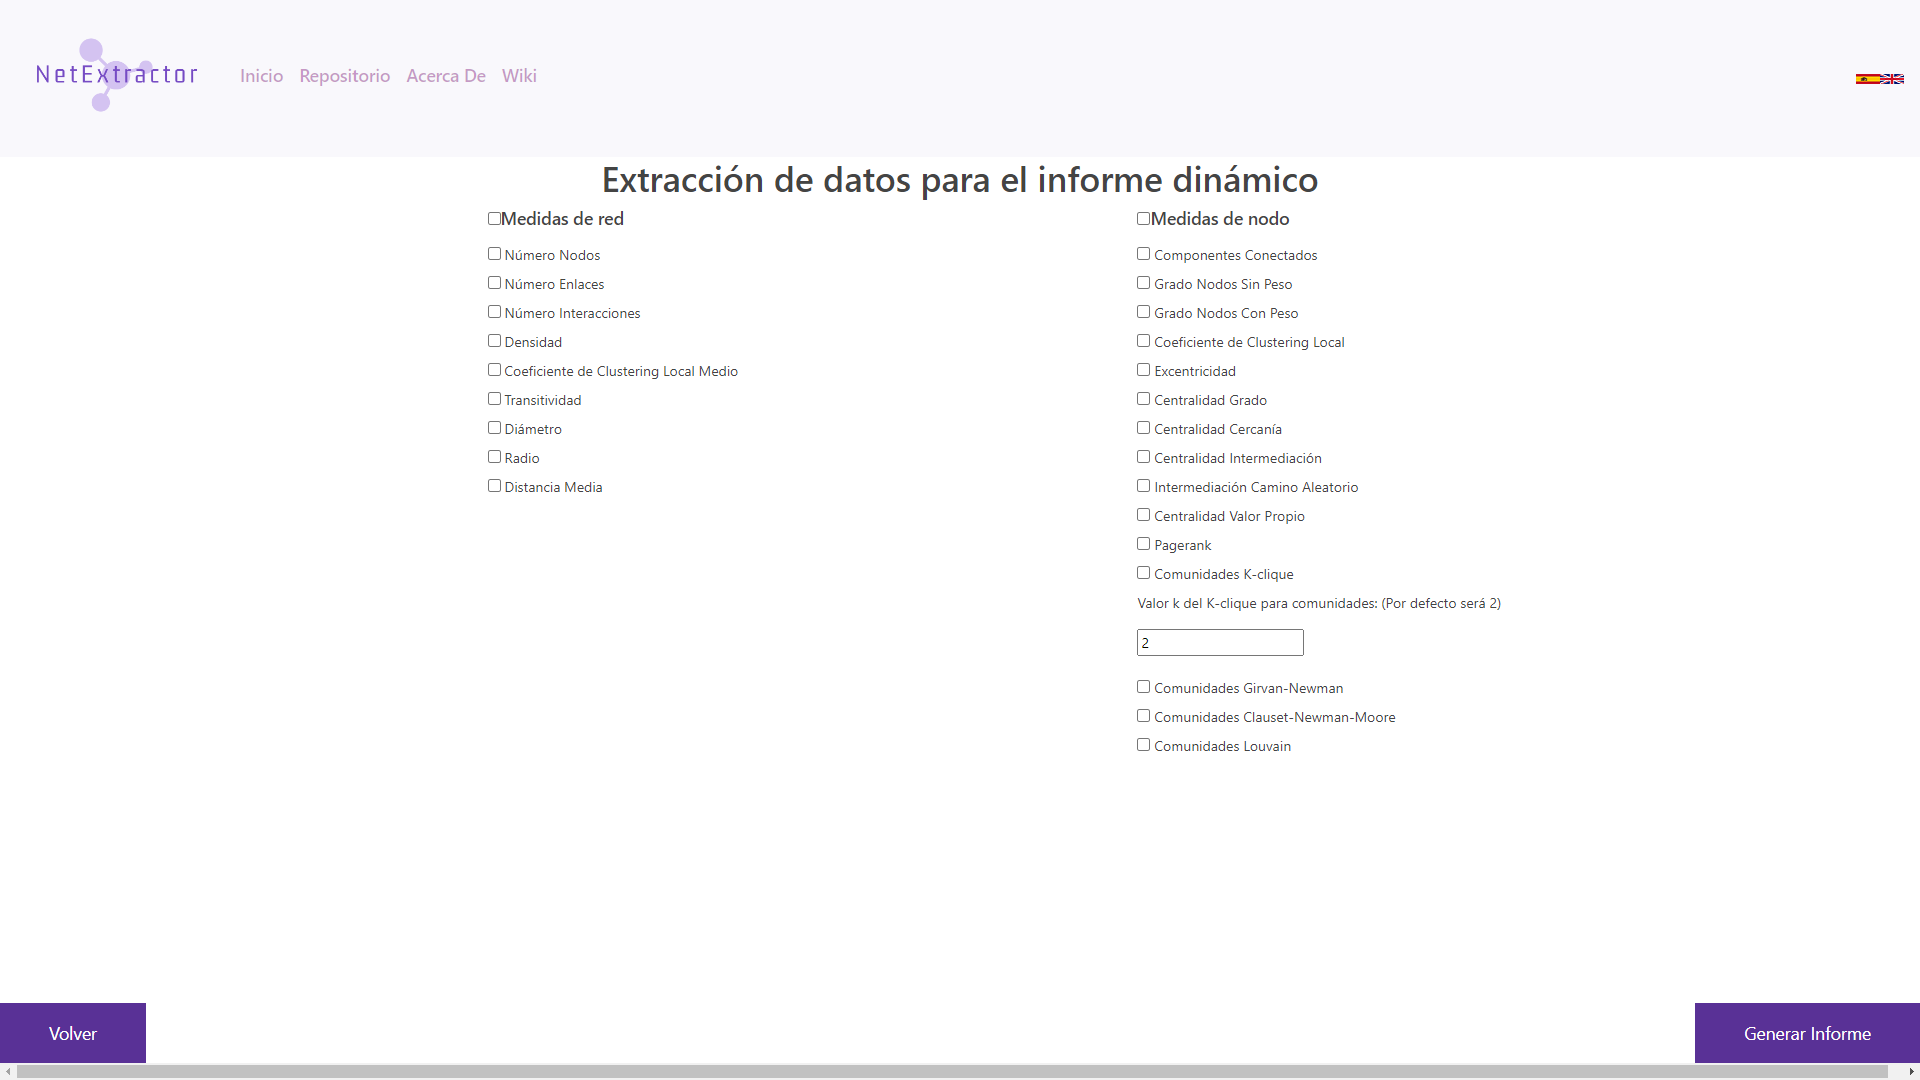 NetExtractor
Inicio Repositorio Acerca De Wiki
Extracción de datos para el informe dinámico
Medidas de red
Número Nodos
Número Enlaces
Número Interacciones
Densidad
Coeficiente de Clustering Local Medio
Transitividad
Diámetro
Radio
Distancia Media
Medidas de nodo
Componentes Conectados
Grado Nodos Sin Peso
Grado Nodos Con Peso
Coeficiente de Clustering Local
Excentricidad
Centralidad Grado
Centralidad Cercanía
Centralidad Intermediación
Intermediación Camino Aleatorio
Centralidad Valor Propio
Pagerank
Comunidades K-clique
Valor k del K-clique para comunidades: (Por defecto será 2)
2
Comunidades Girvan-Newman
Comunidades Clauset-Newman-Moore
Comunidades Louvain
Volver
Generar Informe